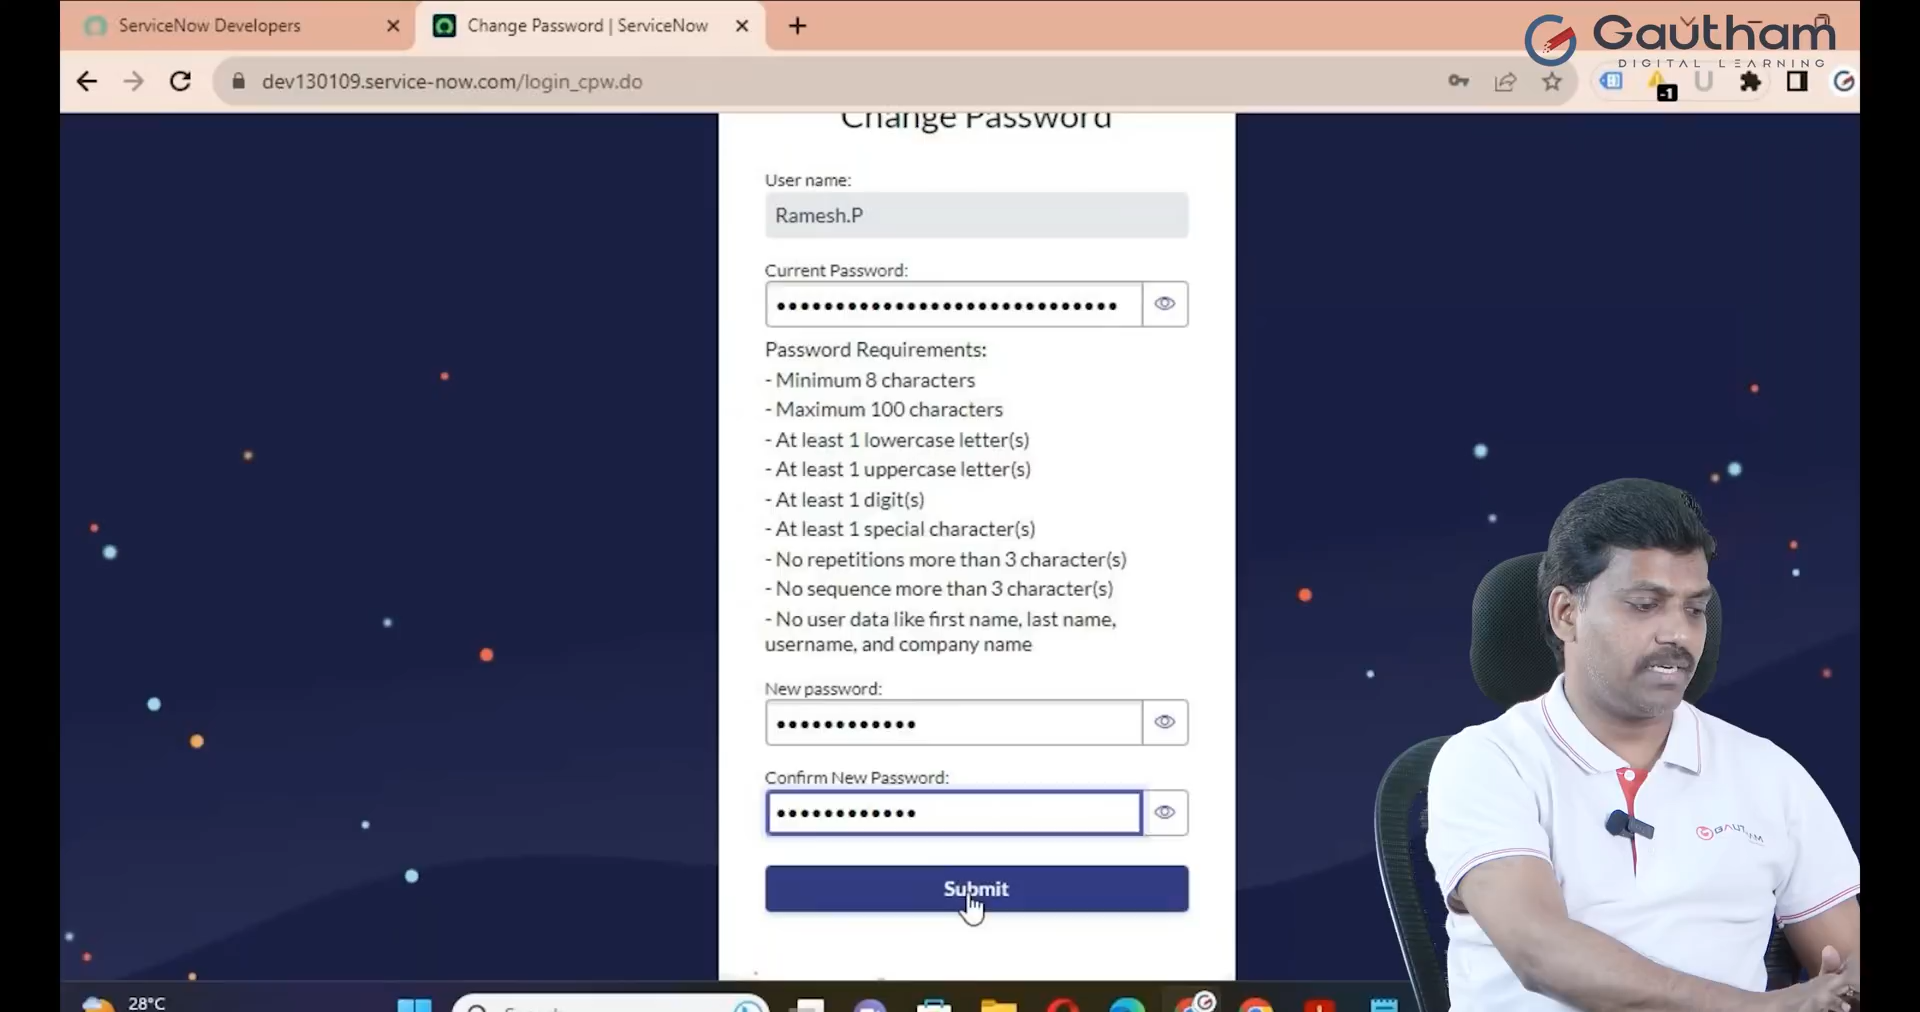 ServiceNow Developers
Change Password | ServiceNow
Gautham
DIGITAL LEARNING
dev130109.service-now.com/login_cpw.do
-1
Change Password
User name:
Ramesh.P
Current Password:
Password Requirements:
- Minimum 8 characters
- Maximum 100 characters
- At least 1 lowercase letter(s)
- At least 1 uppercase letter(s)
- At least 1 digit(s)
- At least 1 special character(s)
- No repetitions more than 3 character(s)
- No sequence more than 3 character(s)
- No user data like first name, last name,
username, and company name
New password:
Confirm New Password:
Submit
28°C